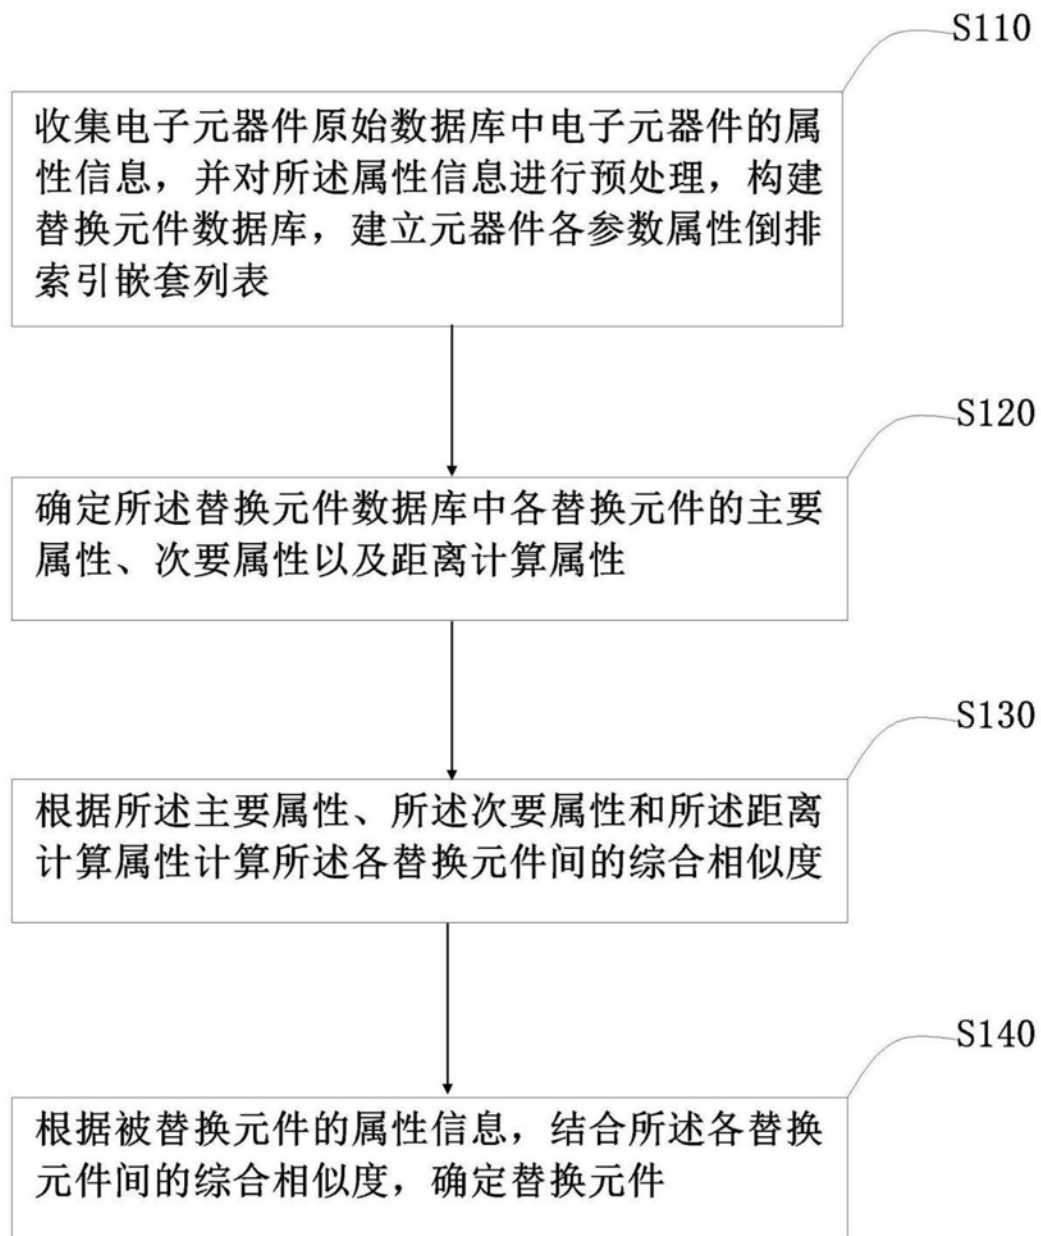 S110
收集电子元器件原始数据库中电子元器件的属
性信息，并对所述属性信息进行预处理，构建
替换元件数据库，建立元器件各参数属性倒排
索引嵌套列表
S120
确定所述替换元件数据库中各替换元件的主要
属性、次要属性以及距离计算属性
S130
根据所述主要属性、所述次要属性和所述距离
计算属性计算所述各替换元件间的综合相似度
S140
根据被替换元件的属性信息，结合所述各替换
元件间的综合相似度，确定替换元件